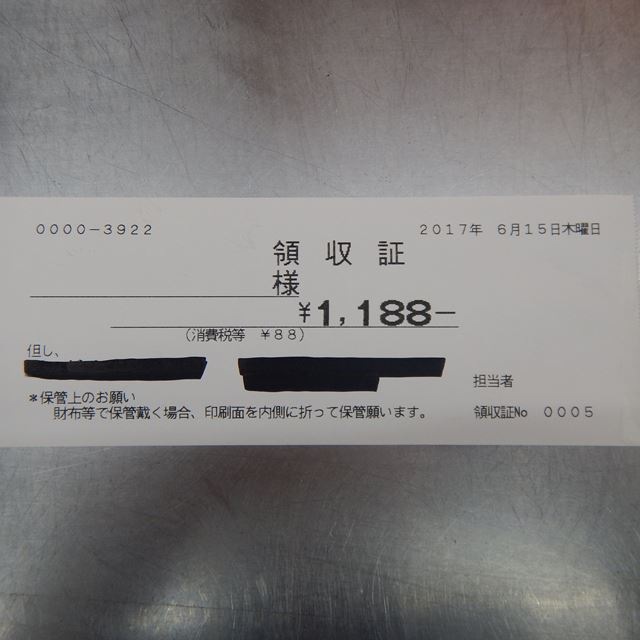 0000-3922
2017年 6月15日木曜日
領収証
様
¥1,188-
(消費税等 ¥88)
但し、
担当者
*保管上のお願い
財布等で保管戴く場合、印刷面を内側に折って保管願います。
領収証No 0005